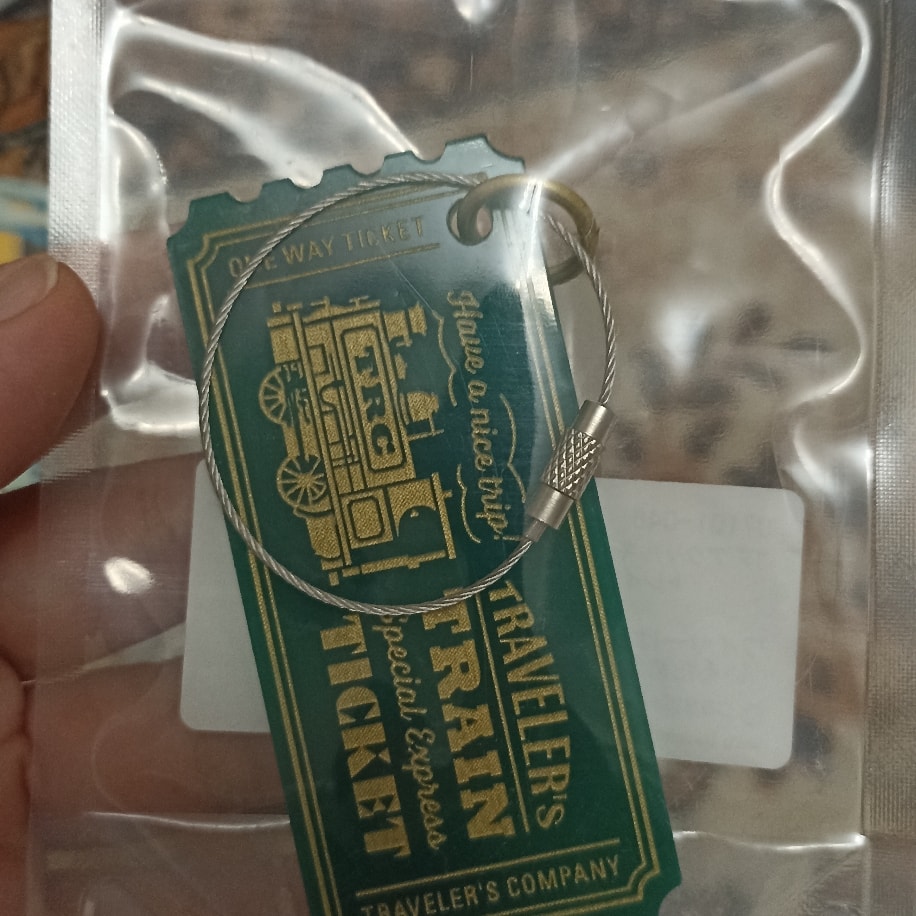 ONE WAY TICKET
Have a nice trip!
TRC
TRAVELER'S
TRAIN
Special Express
TICKET
TRAVELER'S COMPANY